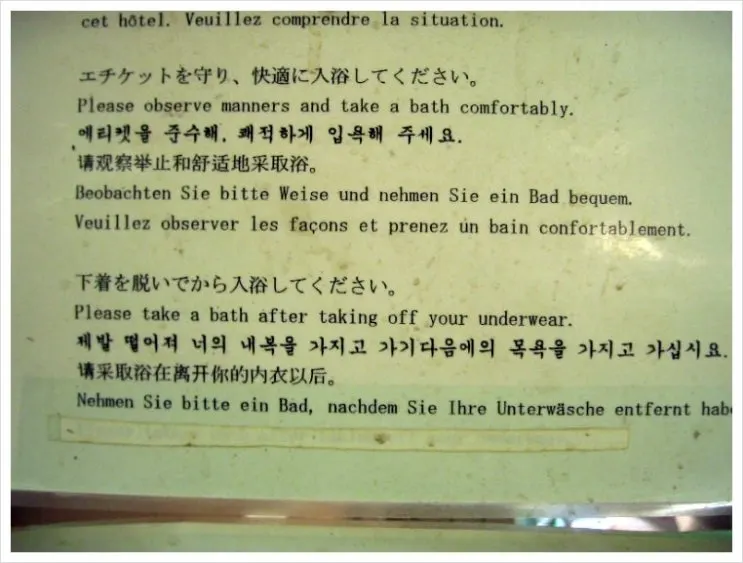 cet hôtel. Veuillez comprendre la situation.
エチケットを守り、快適に入浴してください。
Please observe manners and take a bath comfortably.
에티켓을 준수해, 쾌적하게 입욕해 주세요.
请观察举止和舒适地采取浴。
Beobachten Sie bitte Weise und nehmen Sie ein Bad bequem.
Veuillez observer les façons et prenez un bain confortablement.
下着を脱いでから入浴してください。
Please take a bath after taking off your underwear.
제발 떨어져 너의 내복을 가지고 가기다음에의 목욕을 가지고 가십시요.
请采取浴在离开你的内衣以后。
Nehmen Sie bitte ein Bad, nachdem Sie Ihre Unterwäsche entfernt hab